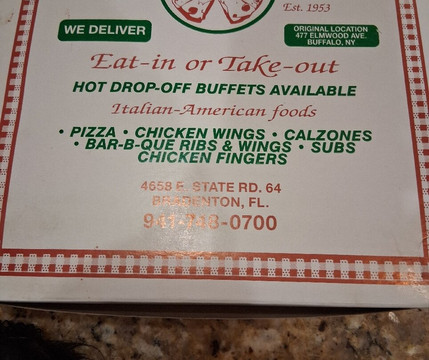 Est. 1953
WE DELIVER
ORIGINAL LOCATION
477 ELMWOOD AVE.
BUFFALO, NY
Eat-in or Take-out
HOT DROP-OFF BUFFETS AVAILABLE
Italian-American foods
• PIZZA • CHICKEN WINGS • CALZONES
• BAR-B-QUE RIBS & WINGS • SUBS
CHICKEN FINGERS
4658 E. STATE RD. 64
BRADENTON, FL.
941-748-0700